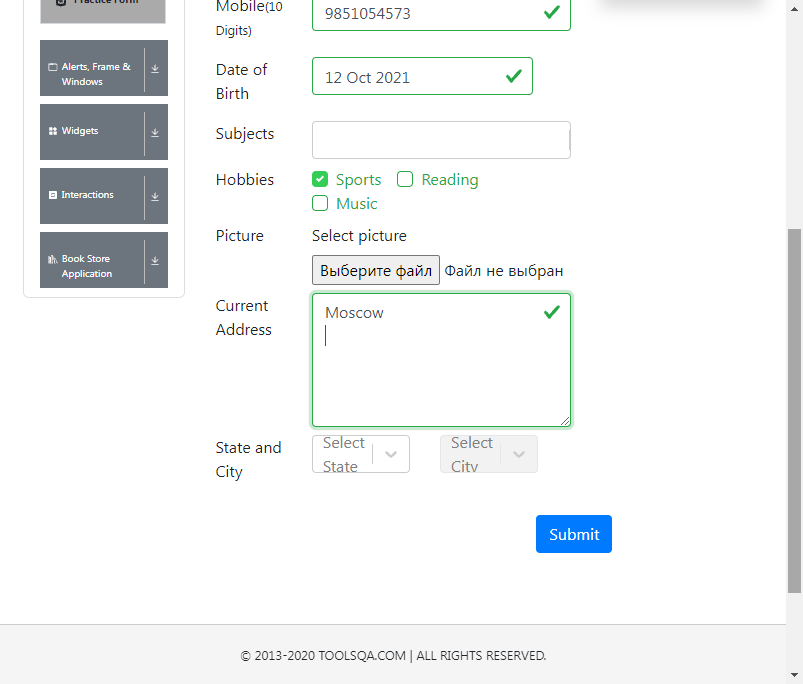 Practice Form
Alerts, Frame &
Windows
Widgets
Interactions
Book Store
Application
Mobile(10
Digits)
9851054573
Date of
Birth
12 Oct 2021
Subjects
Hobbies
Sports
Reading
Music
Picture
Select picture
Выберите файл
Файл не выбран
Current
Address
Moscow
State and
City
Select
State
Select
City
Submit
© 2013-2020 TOOLSQA.COM | ALL RIGHTS RESERVED.